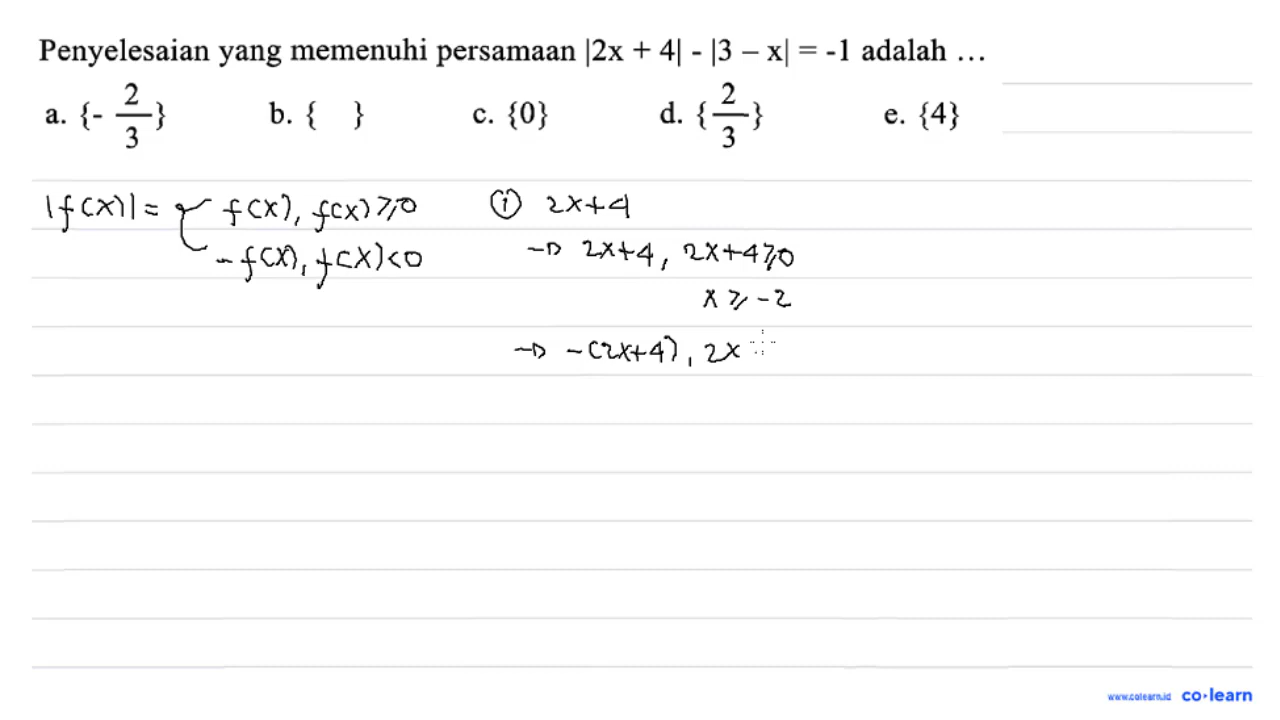 Penyelesaian yang memenuhi persamaan |2x + 4| - |3 – x| = -1 adalah …
a. {- 2/3} b. { } c. {0} d. {2/3} e. {4}
|f(x)| = { f(x), f(x) ≥ 0
- f(x), f(x) < 0
① 2x+4
→ 2x+4, 2x+4 ≥ 0
x ≥ -2
→ -(2x+4), 2x
www.colearn.id co·learn